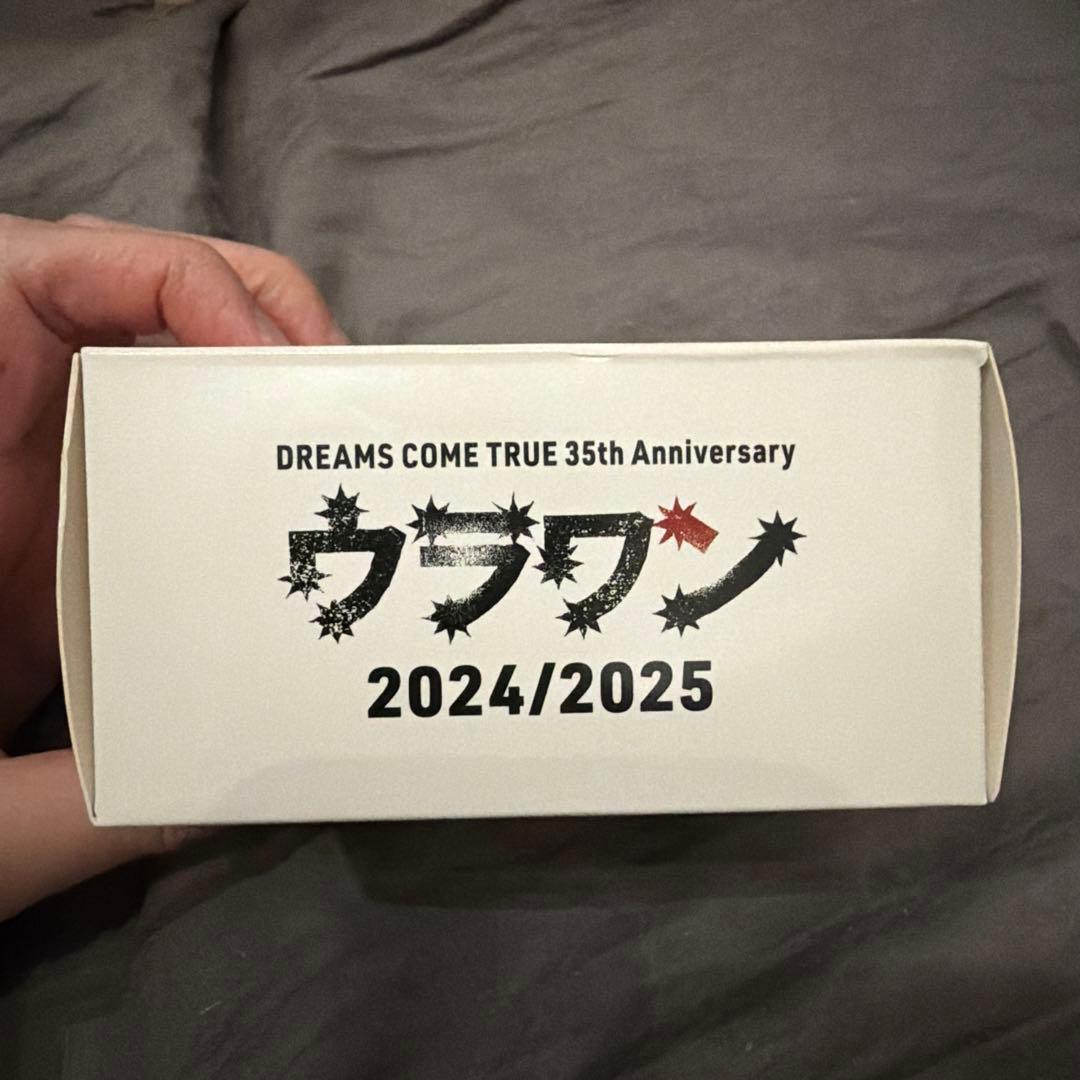 DREAMS COME TRUE 35th Anniversary
ウラワン
2024/2025